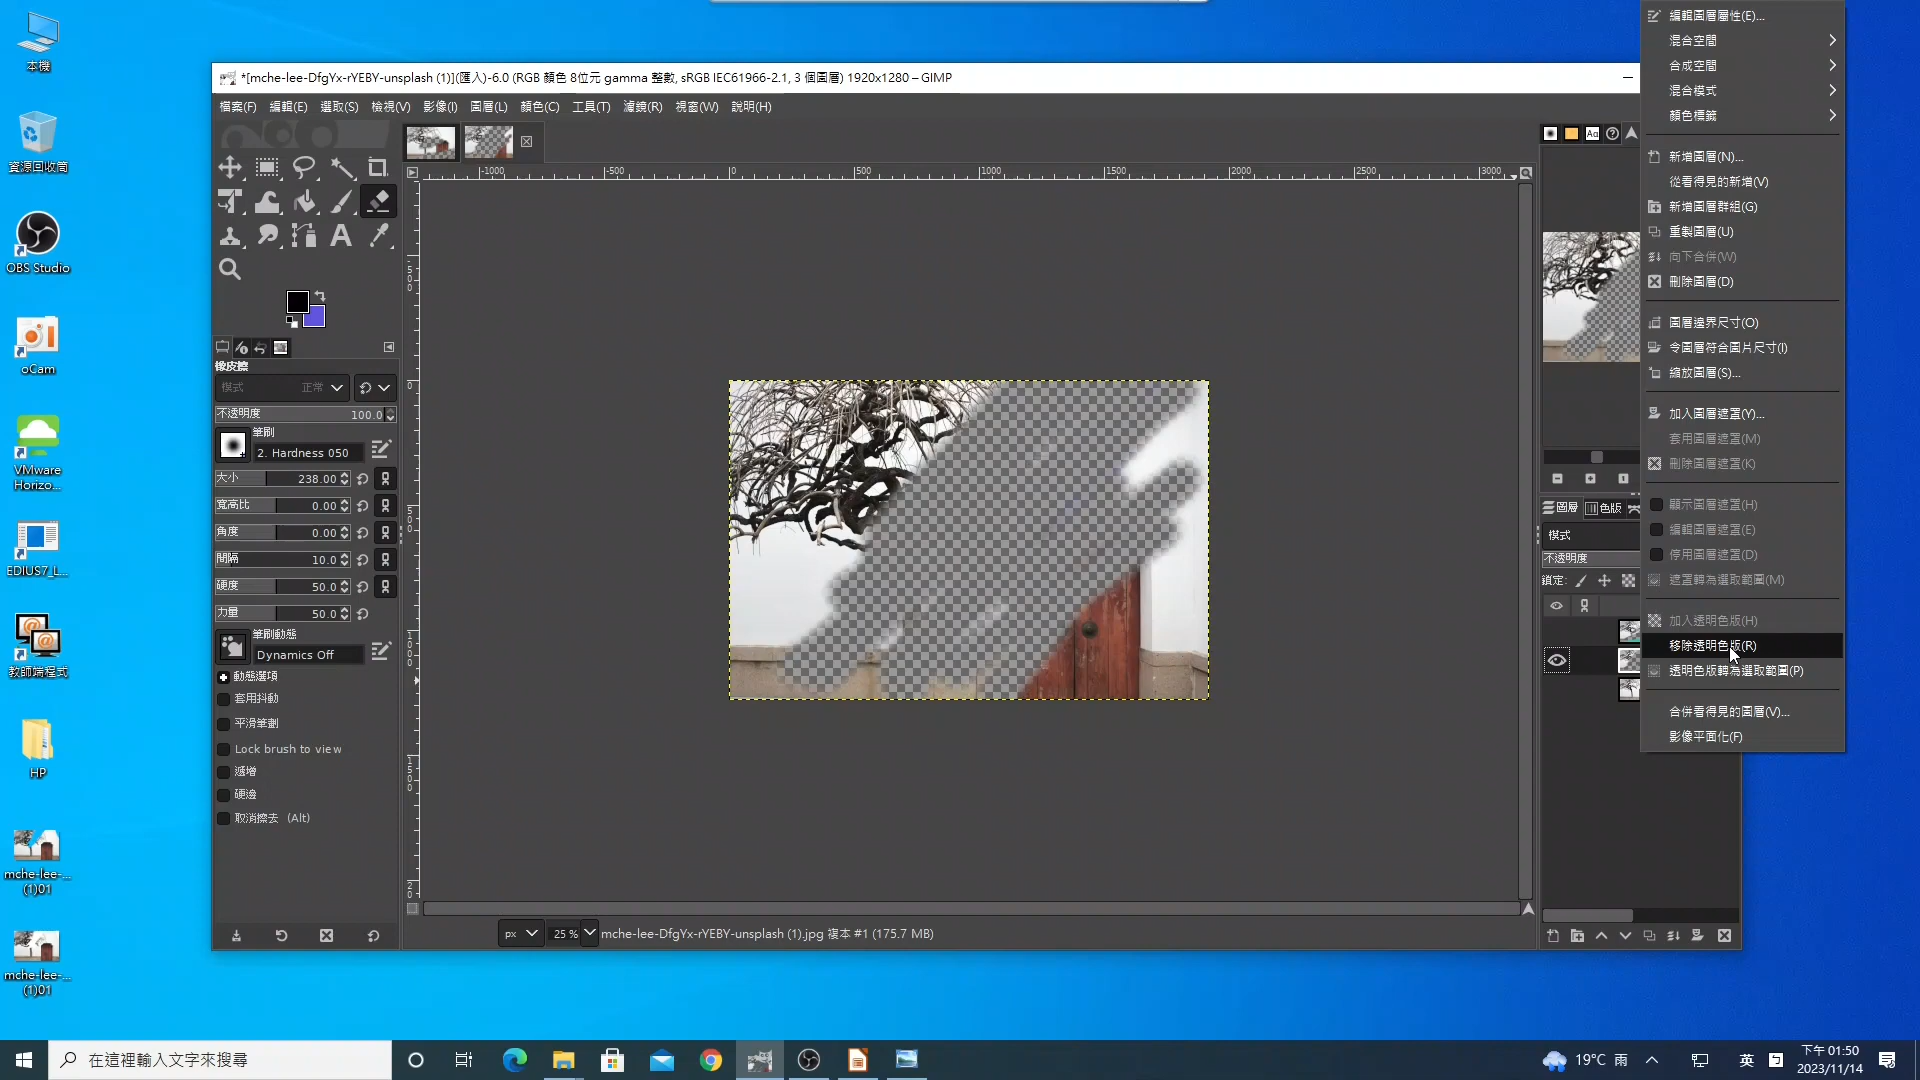 本機
資源回收筒
OBS Studio
oCam
VMware
Horizo...
EDIUS7_L...
教師端程式
HP
mche-lee-...
(1)01
mche-lee-...
(1)01
*[mche-lee-DfgYx-rYEBY-unsplash (1)](匯入)-6.0 (RGB 顏色 8位元 gamma 整數, sRGB IEC61966-2.1, 3 個圖層) 1920x1280 – GIMP
檔案(F) 編輯(E) 選取(S) 檢視(V) 影像(I) 圖層(L) 顏色(C) 工具(T) 濾鏡(R) 視窗(W) 說明(H)
-1000 -500 0 500 1000 1500 2000 2500 3000
橡皮擦
模式 正常
不透明度 100.0
筆刷
2. Hardness 050
大小 238.00
寬高比 0.00
角度 0.00
間隔 10.0
硬度 50.0
力量 50.0
筆刷動態
Dynamics Off
動態選項
套用抖動
平滑筆劃
Lock brush to view
遞增
硬邊
取消擦去 (Alt)
px 25 % mche-lee-DfgYx-rYEBY-unsplash (1).jpg 複本 #1 (175.7 MB)
圖層 色版
模式
不透明度
鎖定:
編輯圖層屬性(E)...
混合空間
合成空間
混合模式
顏色標籤
新增圖層(N)...
從看得見的新增(V)
新增圖層群組(G)
重製圖層(U)
向下合併(W)
刪除圖層(D)
圖層邊界尺寸(O)
令圖層符合圖片尺寸(I)
縮放圖層(S)...
加入圖層遮罩(Y)...
套用圖層遮罩(M)
刪除圖層遮罩(K)
顯示圖層遮罩(H)
編輯圖層遮罩(E)
停用圖層遮罩(D)
遮罩轉為選取範圍(M)
加入透明色版(H)
移除透明色版(R)
透明色版轉為選取範圍(P)
合併看得見的圖層(V)...
影像平面化(F)
在這裡輸入文字來搜尋
19°C 雨
英
下午 01:50
2023/11/14